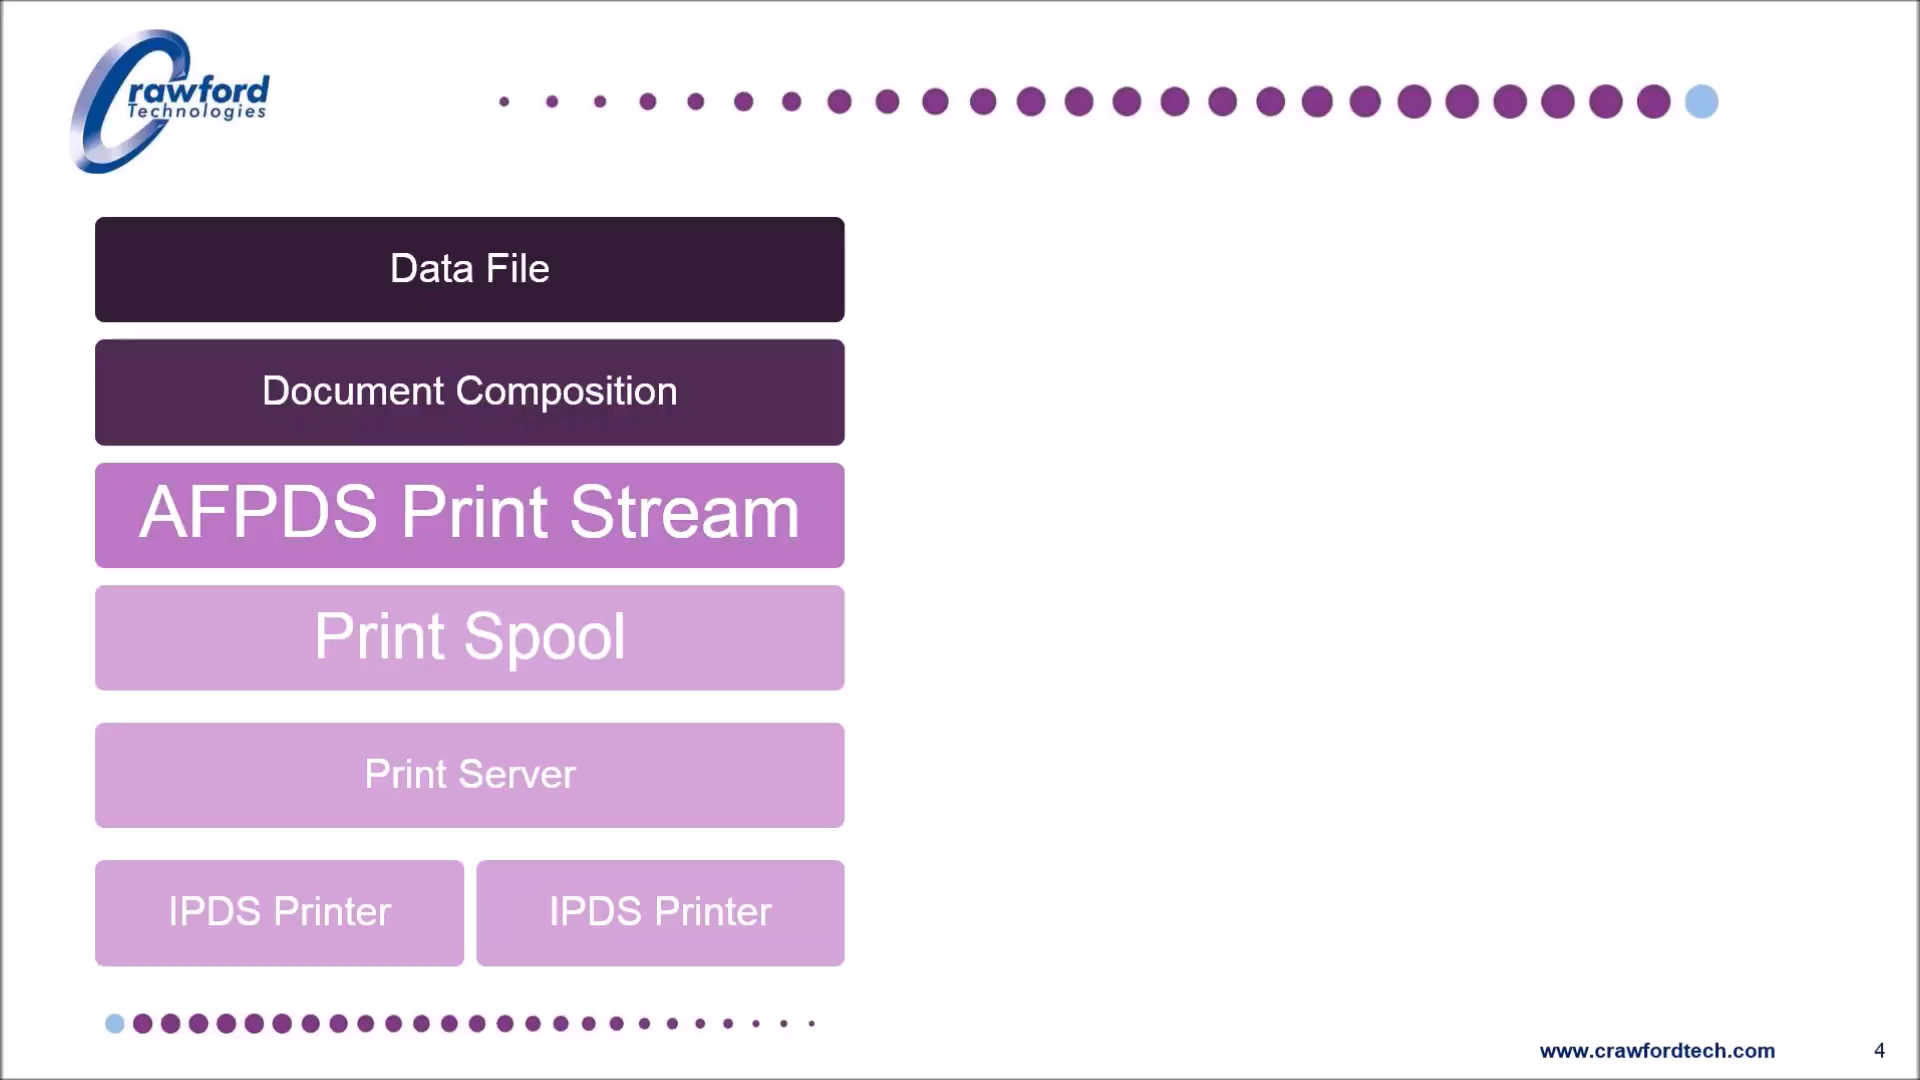 Crawford
Technologies
Data File
Document Composition
AFPDS Print Stream
Print Spool
Print Server
IPDS Printer
IPDS Printer
www.crawfordtech.com
4